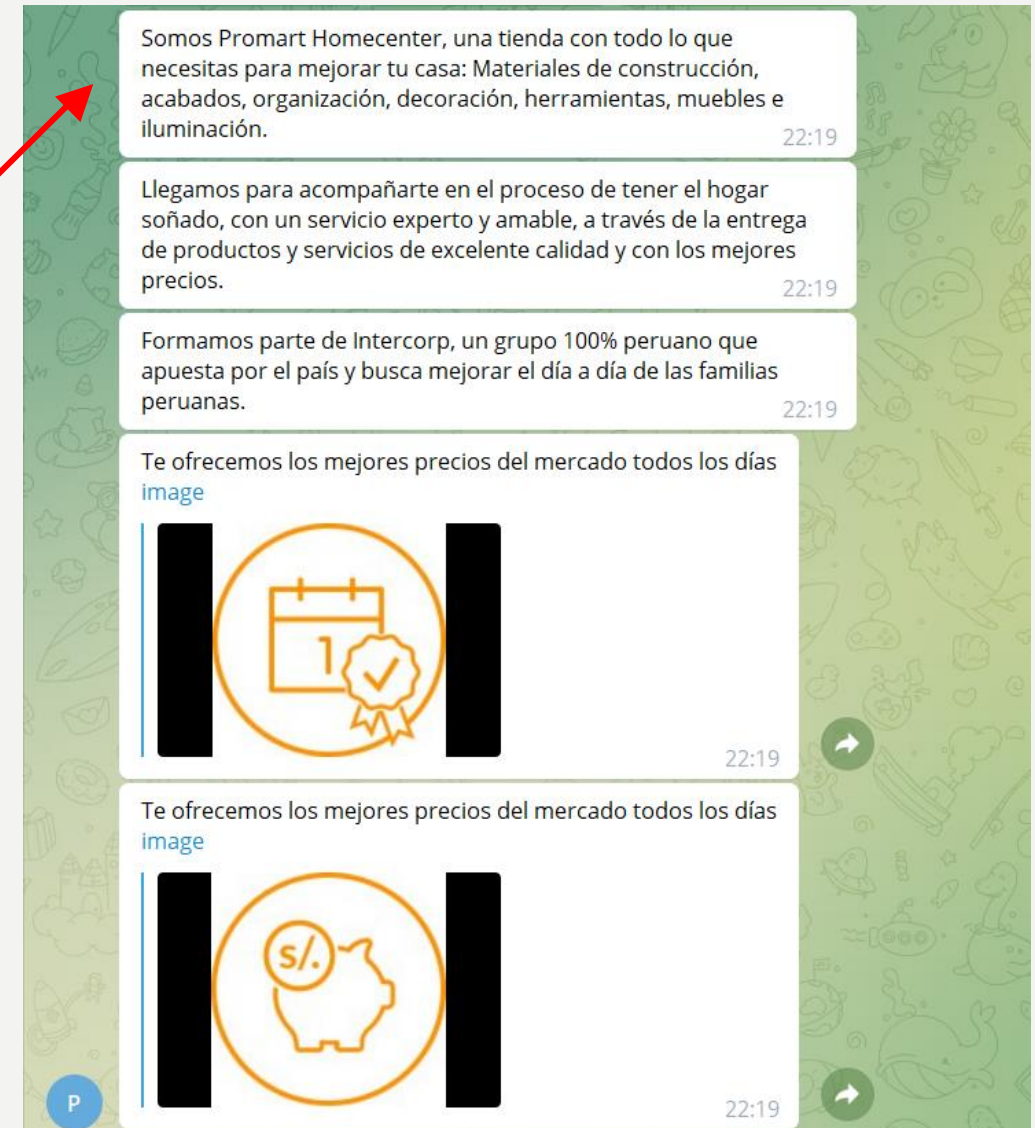 Somos Promart Homecenter, una tienda con todo lo que
necesitas para mejorar tu casa: Materiales de construcción,
acabados, organización, decoración, herramientas, muebles e
iluminación.
22:19
Llegamos para acompañarte en el proceso de tener el hogar
soñado, con un servicio experto y amable, a través de la entrega
de productos y servicios de excelente calidad y con los mejores
precios.
22:19
Formamos parte de Intercorp, un grupo 100% peruano que
apuesta por el país y busca mejorar el día a día de las familias
peruanas.
22:19
Te ofrecemos los mejores precios del mercado todos los días
image
1
22:19
Te ofrecemos los mejores precios del mercado todos los días
image
S/.
22:19
P